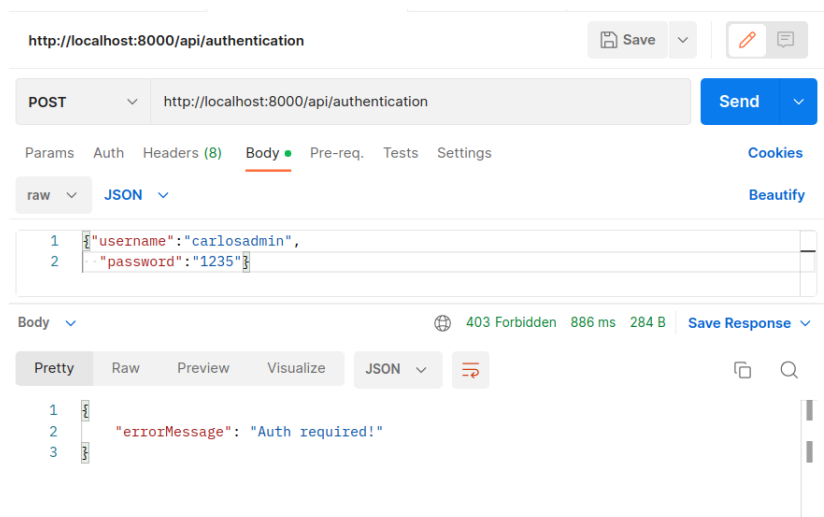 http://localhost:8000/api/authentication Save
POST http://localhost:8000/api/authentication Send
Params Auth Headers (8) Body Pre-req. Tests Settings Cookies
raw JSON Beautify
1 {"username":"carlosadmin",
2 "password":"1235"}
Body 403 Forbidden 886 ms 284 B Save Response
Pretty Raw Preview Visualize JSON
1 {
2 "errorMessage": "Auth required!"
3 }